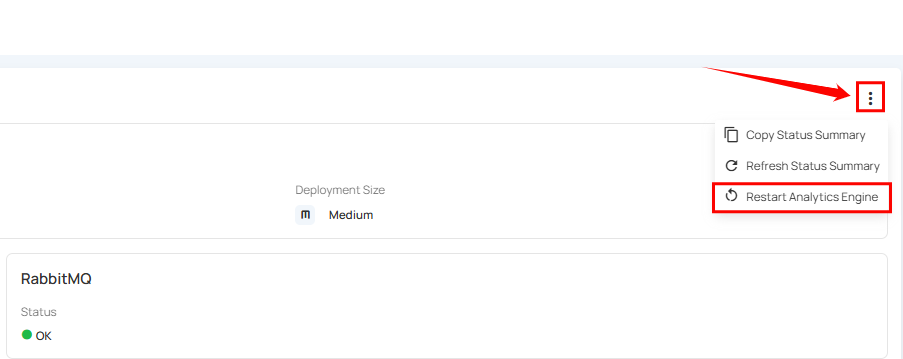 Copy Status Summary
Refresh Status Summary
Restart Analytics Engine
Deployment Size
m Medium
RabbitMQ
Status
OK